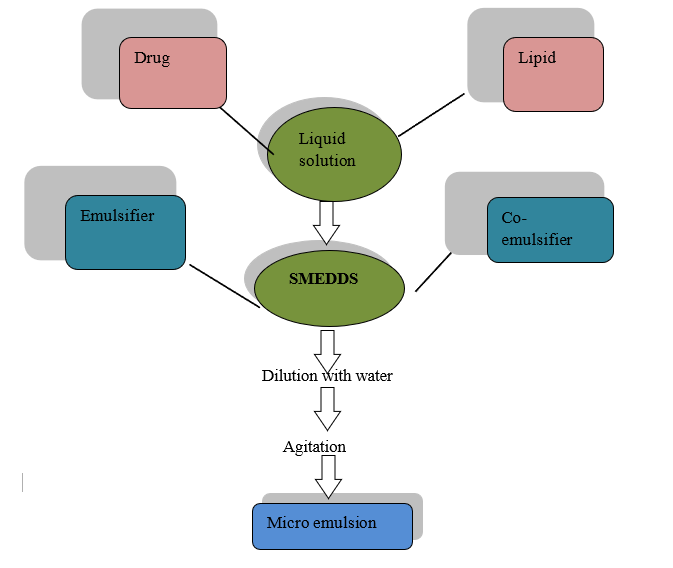 Drug
Lipid
Liquid
solution
Emulsifier
Co-
emulsifier
SMEDDS
Dilution with water
Agitation
Micro emulsion